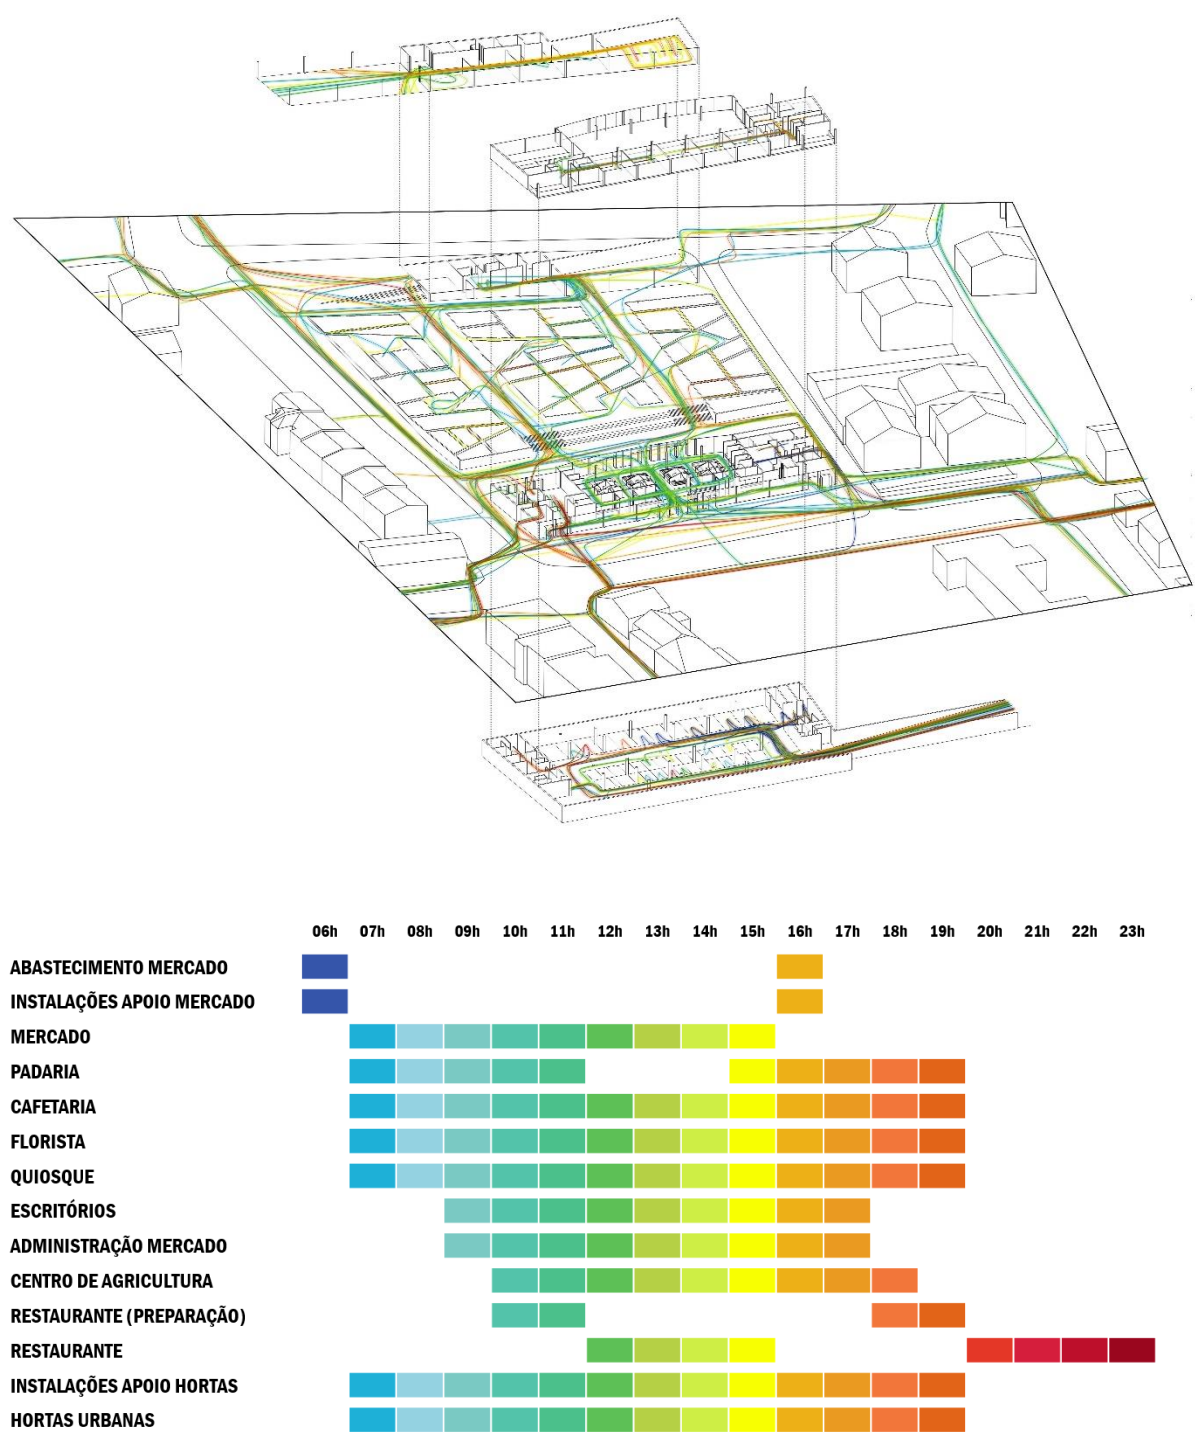 06h 07h 08h 09h 10h 11h 12h 13h 14h 15h 16h 17h 18h 19h 20h 21h 22h 23h
ABASTECIMENTO MERCADO
INSTALAÇÕES APOIO MERCADO
MERCADO
PADARIA
CAFETARIA
FLORISTA
QUIOSQUE
ESCRITÓRIOS
ADMINISTRAÇÃO MERCADO
CENTRO DE AGRICULTURA
RESTAURANTE (PREPARAÇÃO)
RESTAURANTE
INSTALAÇÕES APOIO HORTAS
HORTAS URBANAS